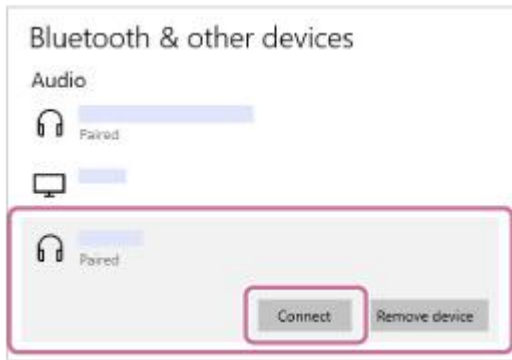 Bluetooth & other devices
Audio
Paired
Paired
Connect
Remove device